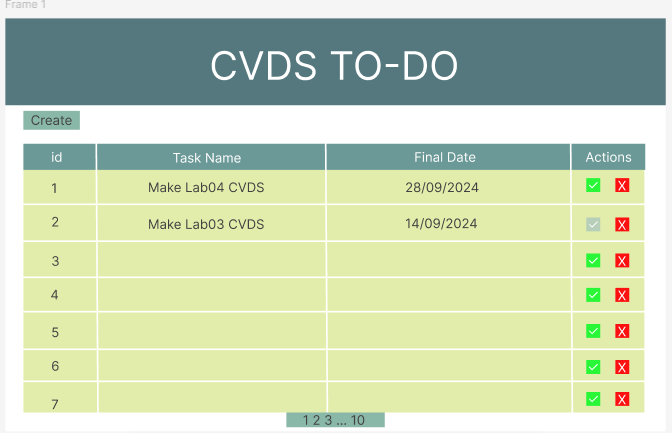 Frame 1
CVDS TO-DO
Create
id Task Name Final Date Actions
1 Make Lab04 CVDS 28/09/2024 X
2 Make Lab03 CVDS 14/09/2024 X
3 X
4 X
5 X
6 X
7 X
1 2 3 ... 10